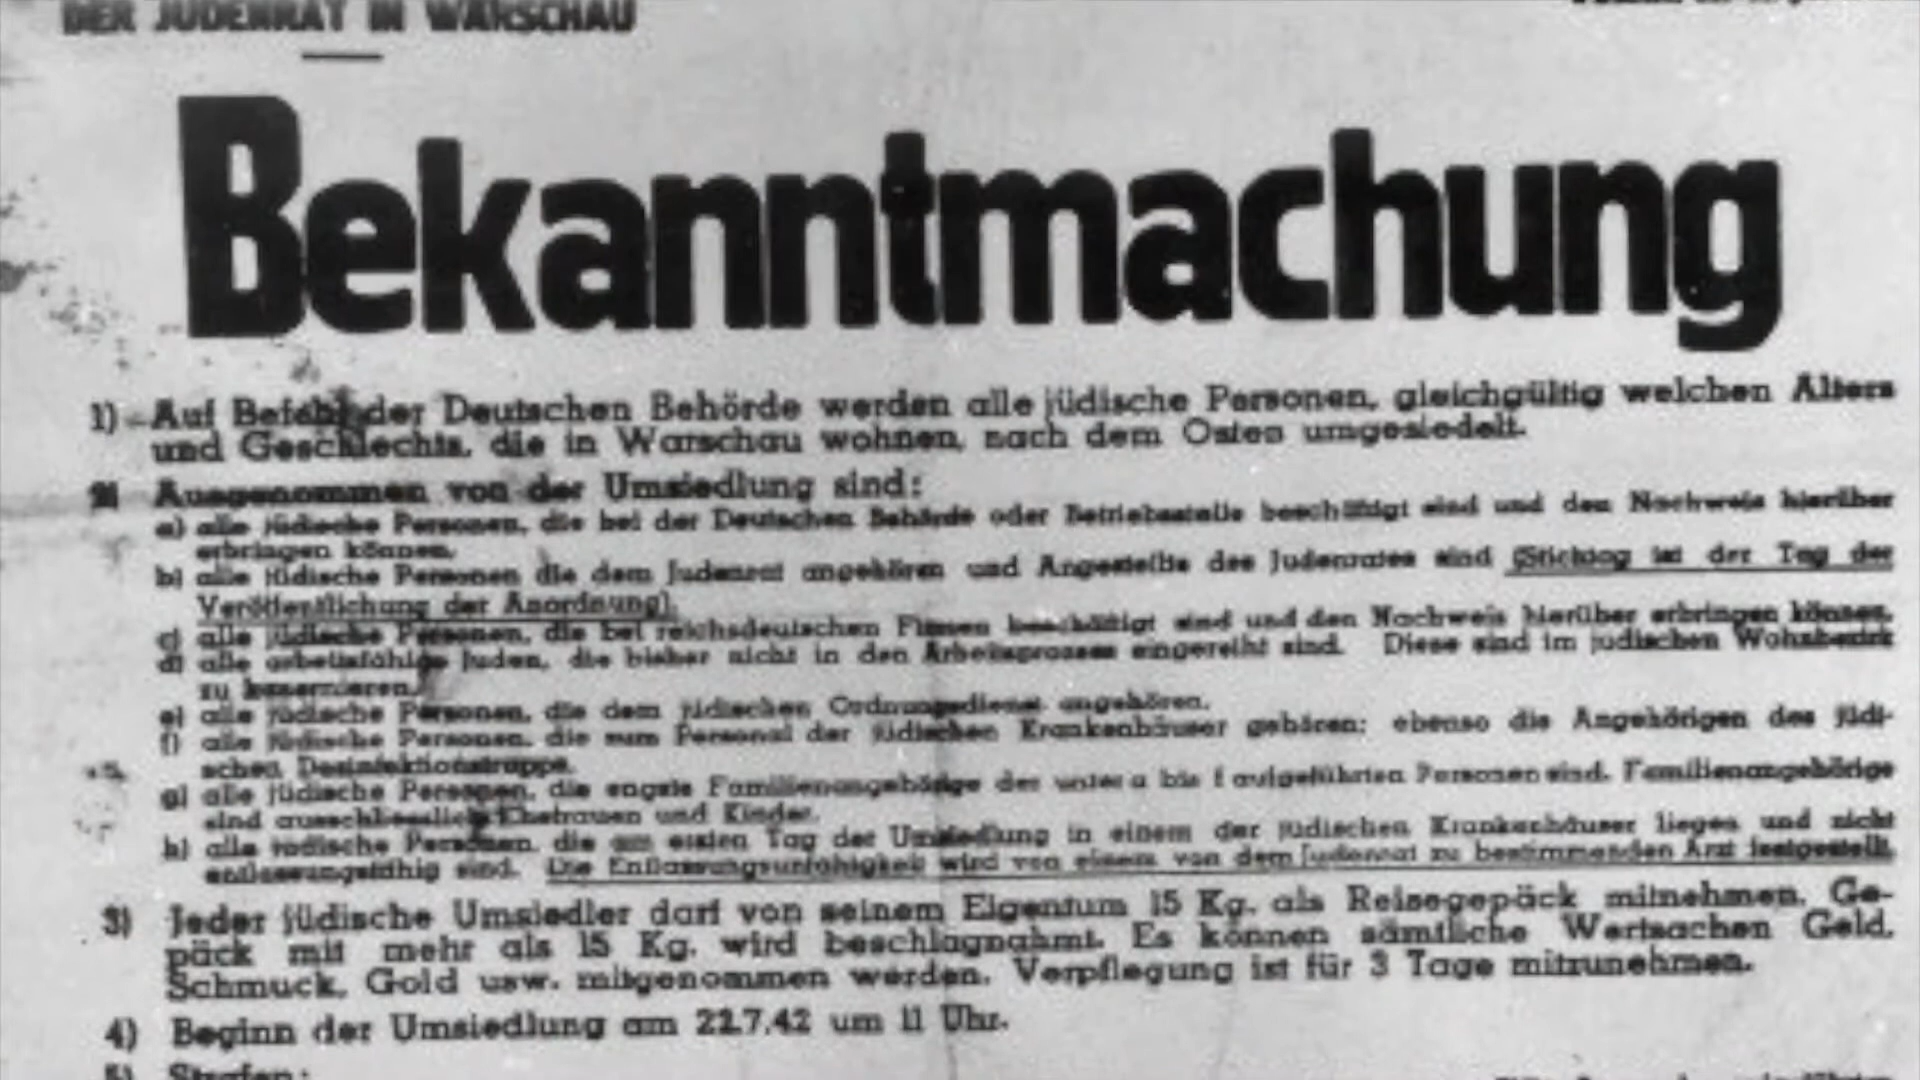 DER JUDENRAT IN WARSCHAU
Bekanntmachung
1) Auf Befehl der Deutschen Behörde werden alle jüdische Personen, gleichgültig welchen Alters
und Geschlechts, die in Warschau wohnen, nach dem Osten umgesiedelt.
2) Ausgenommen von der Umsiedlung sind:
a) alle jüdische Personen, die bei der Deutschen Behörde oder Betriebsstelle beschäftigt sind und den Nachweis hierüber
erbringen können.
b) alle jüdische Personen die dem Judenrat angehören und Angestellte des Judenrates sind (Stichtag ist der Tag der
Veröffentlichung der Anordnung).
c) alle jüdische Personen, die bei reichsdeutschen Firmen beschäftigt sind und den Nachweis hierüber erbringen können.
d) alle arbeitsfähige Juden, die bisher nicht in den Arbeitsprozess eingereiht sind. Diese sind im jüdischen Wohnbezirk
zu kasernieren.
e) alle jüdische Personen, die dem jüdischen Ordnungsdienst angehören.
f) alle jüdische Personen, die zum Personal der jüdischen Krankenhäuser gehören; ebenso die Angehörigen des jüdi-
schen Desinfektionstruppe.
g) alle jüdische Personen, die engste Familienangehörige der unter a bis f aufgeführten Personen sind. Familienangehörige
sind ausschliesslich Ehefrauen und Kinder.
h) alle jüdische Personen, die am ersten Tag der Umsiedlung in einem der jüdischen Krankenhäuser liegen und nicht
entlassungsfähig sind. Die Entlassungsunfähigkeit wird von einem von dem Judenrat zu bestimmenden Arzt festgestellt.
3) Jeder jüdische Umsiedler darf von seinem Eigentum 15 Kg. als Reisegepäck mitnehmen. Ge-
päck mit mehr als 15 Kg. wird beschlagnahmt. Es können sämtliche Wertsachen Geld,
Schmuck, Gold usw. mitgenommen werden. Verpflegung ist für 3 Tage mitzunehmen.
4) Beginn der Umsiedlung am 22.7.42 um 11 Uhr.
5) Strafen: